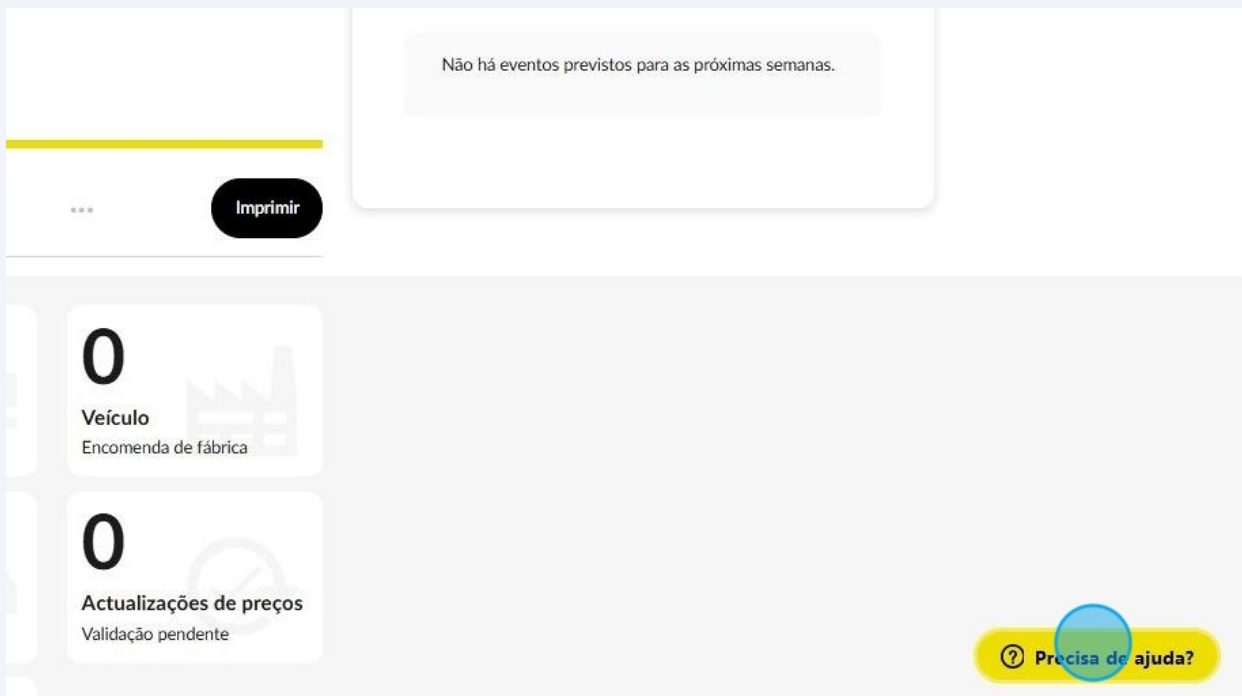 Não há eventos previstos para as próximas semanas.
...
Imprimir
0
Veículo
Encomenda de fábrica
0
Actualizações de preços
Validação pendente
Precisa de ajuda?